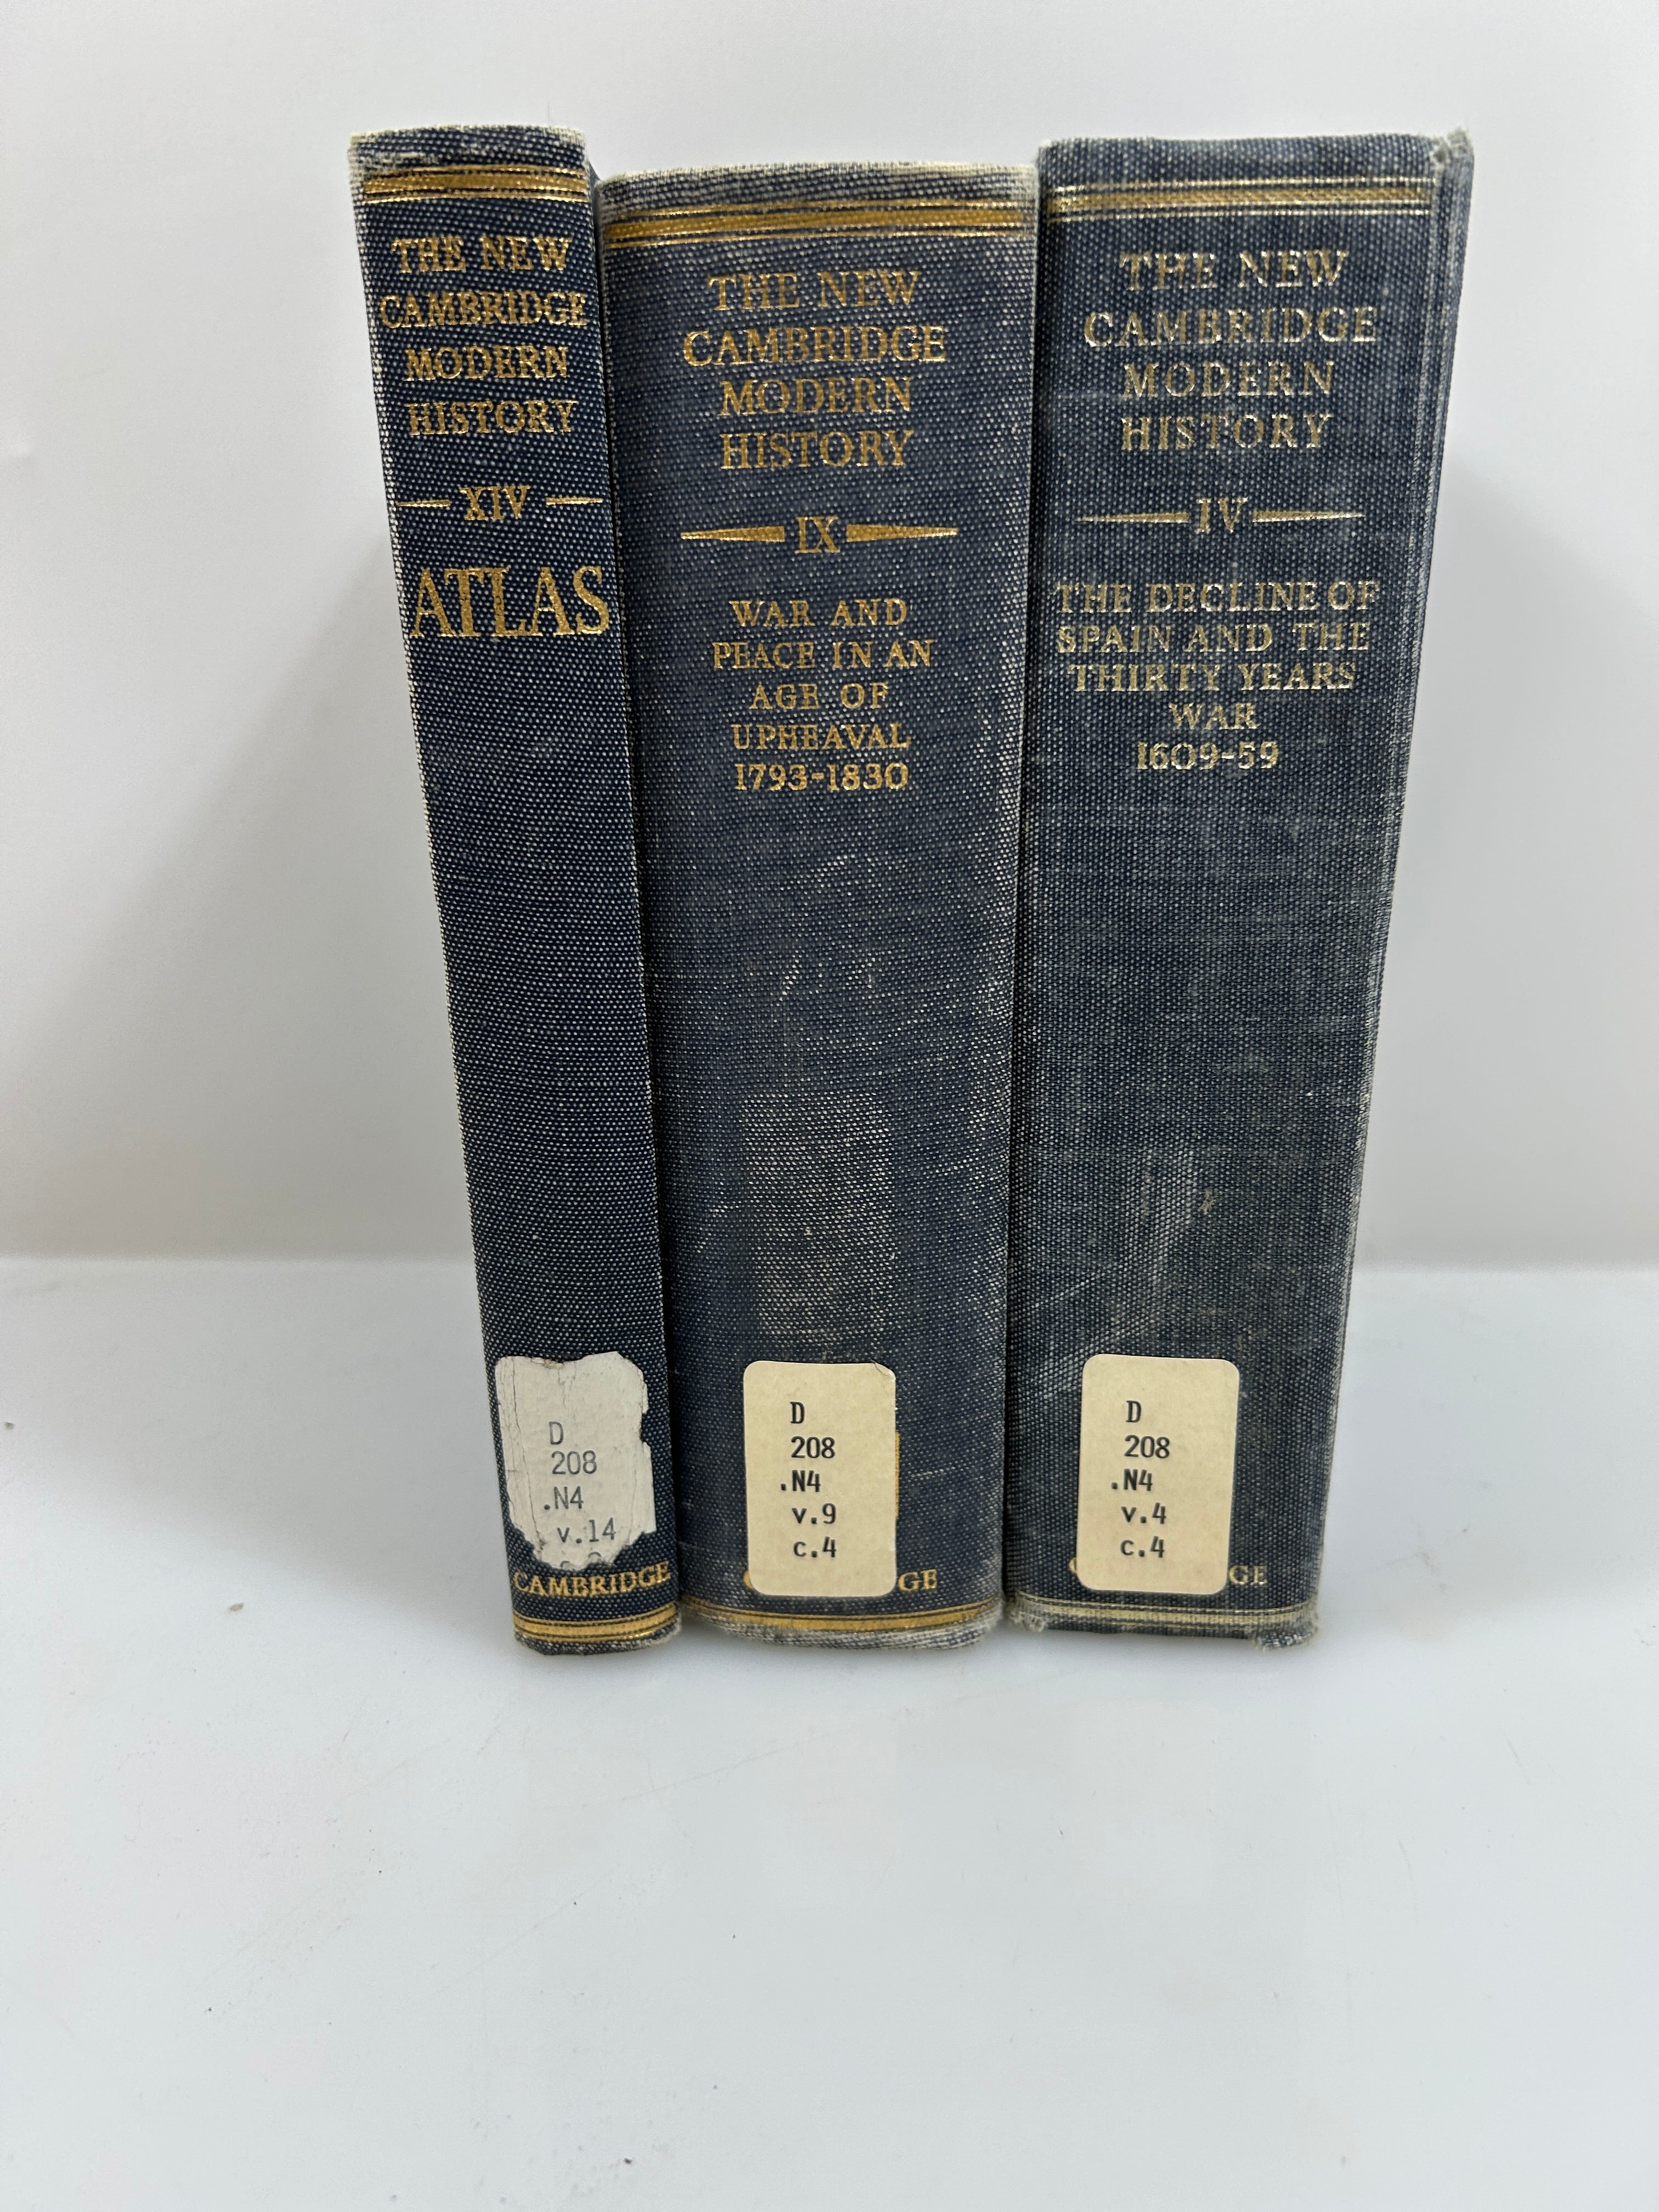 THE NEW
CAMBRIDGE
MODERN
HISTORY
XIV
ATLAS
D
208
.N4
v.14
CAMBRIDGE
THE NEW
CAMBRIDGE
MODERN
HISTORY
IX
WAR AND
PEACE IN AN
AGE OF
UPHEAVAL
1793-1830
D
208
.N4
v.9
c.4
GE
THE NEW
CAMBRIDGE
MODERN
HISTORY
IV
THE DECLINE OF
SPAIN AND THE
THIRTY YEARS
WAR
1609-59
D
208
.N4
v.4
c.4
GE